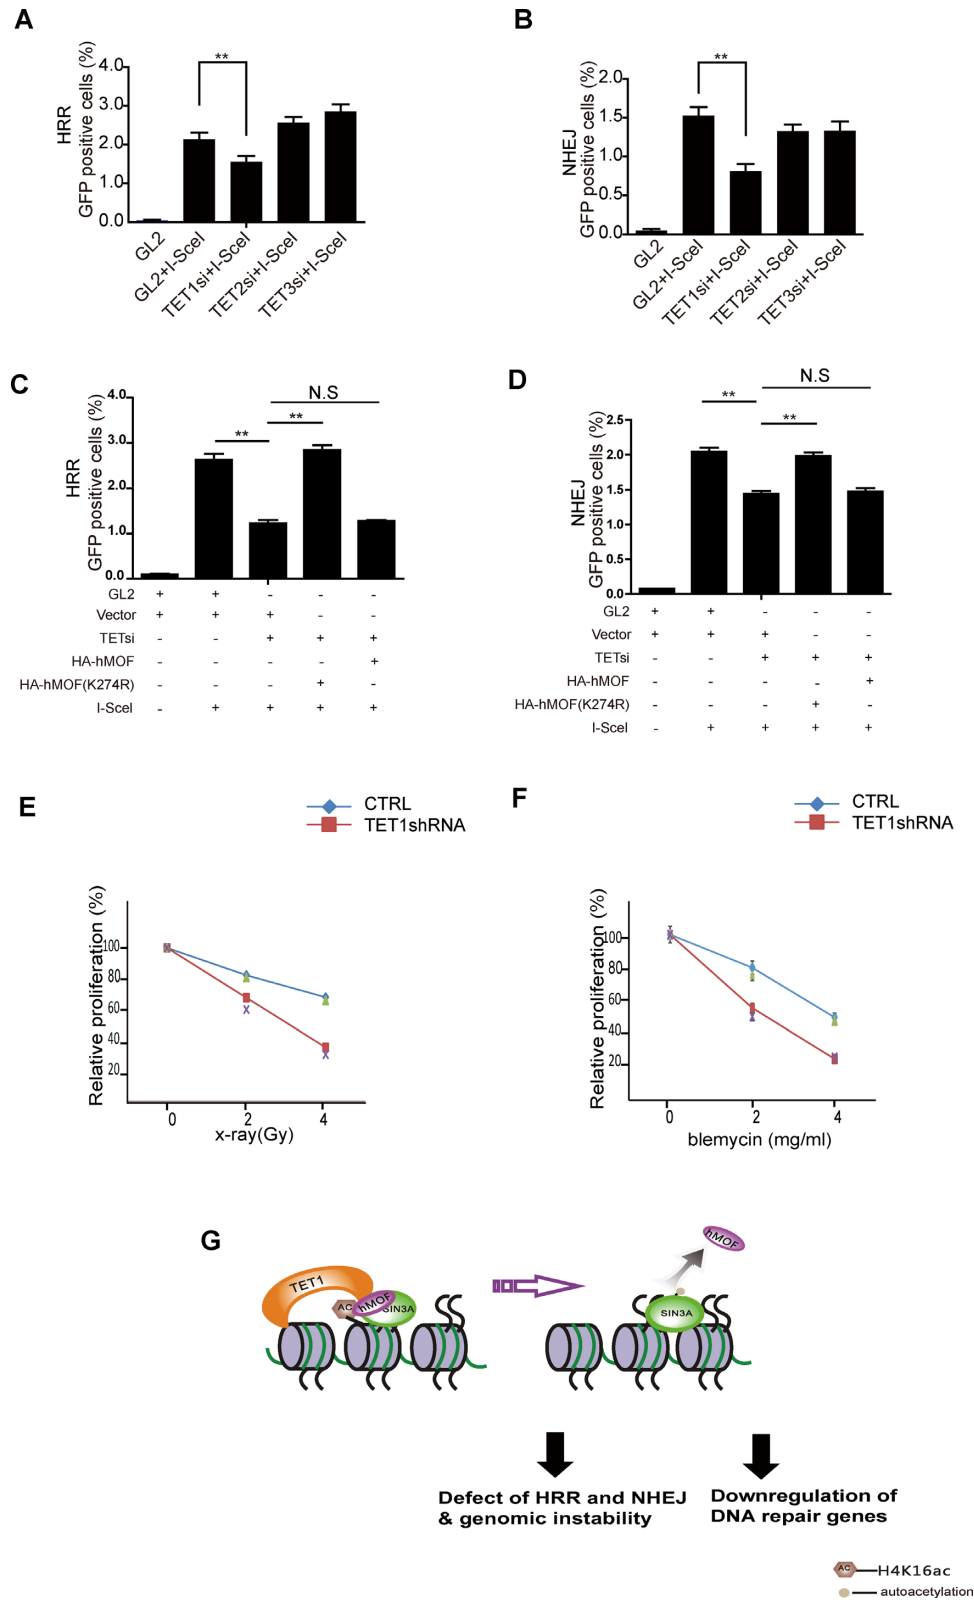 A
HRR
GFP positive cells (%)
4.0
3.0
2.0
1.0
0.0
**
GL2
GL2+I-SceI
TET1si+I-SceI
TET2si+I-SceI
TET3si+I-SceI
B
NHEJ
GFP positive cells (%)
2.0
1.5
1.0
0.5
0.0
**
GL2
GL2+I-SceI
TET1si+I-SceI
TET2si+I-SceI
TET3si+I-SceI
C
HRR
GFP positive cells (%)
4.0
3.0
2.0
1.0
0.0
N.S
**
**
GL2 + + - - -
Vector + + + - -
TETsi - - + + +
HA-hMOF - - - - +
HA-hMOF(K274R) - - - + -
I-SceI - + + + +
D
NHEJ
GFP positive cells (%)
2.5
2.0
1.5
1.0
0.5
0.0
N.S
**
**
GL2 + + - - -
Vector + + + - -
TETsi - - + + +
HA-hMOF - - - - +
HA-hMOF(K274R) - - - + -
I-SceI - + + + +
E
CTRL
TET1shRNA
Relative proliferation (%)
100
80
60
40
20
0 2 4
x-ray(Gy)
F
CTRL
TET1shRNA
Relative proliferation (%)
100
80
60
40
20
0 2 4
blemycin (mg/ml)
G
TET1
AC
hMOF
SIN3A
hMOF
SIN3A
Defect of HRR and NHEJ
& genomic instability
Downregulation of
DNA repair genes
AC
H4K16ac
autoacetylation